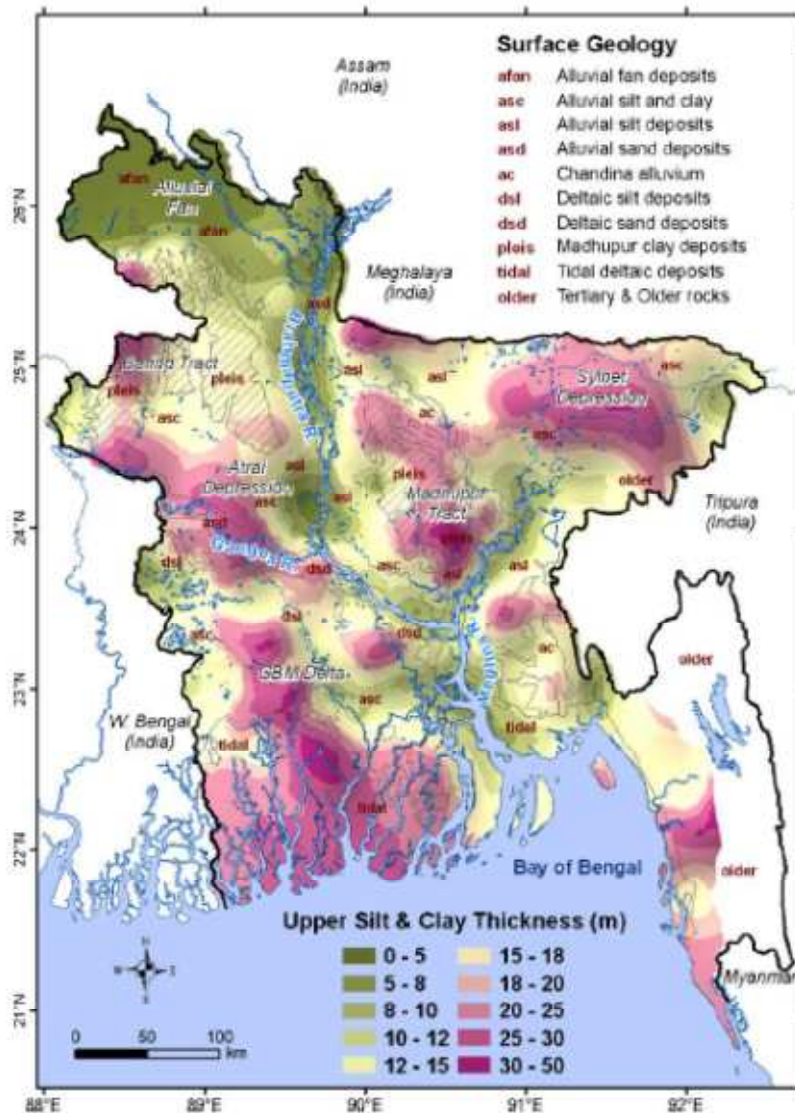 Surface Geology
afan Alluvial fan deposits
asc Alluvial silt and clay
asl Alluvial silt deposits
asd Alluvial sand deposits
ac Chandina alluvium
dsl Deltaic silt deposits
dsd Deltaic sand deposits
pleis Madhupur clay deposits
tidal Tidal deltaic deposits
older Tertiary & Older rocks
Assam
(India)
26°N
afan
Alluvial
Fan
afan
Meghalaya
(India)
asd
Brahmaputra R.
25°N
Barind Tract
pleis
pleis
asl
asl
asc
Sylhet
Depression
asc
ac
asc
older
Atrai
Depression
asl
pleis
asc
asl
Madhupur
Tract
Tripura
(India)
24°N
asd
pleis
Ganges R.
dsl
dsd
asc
asl
asl
dsl
asc
dsd
Meghna R.
ac
older
GBM Delta
23°N
asc
W. Bengal
(India)
tidal
tidal
tidal
22°N
Bay of Bengal
older
Upper Silt & Clay Thickness (m)
0 - 5 15 - 18
5 - 8 18 - 20
8 - 10 20 - 25
10 - 12 25 - 30
12 - 15 30 - 50
Myanmar
21°N
N
W E
S
0 50 100
km
88°E 89°E 90°E 91°E 92°E